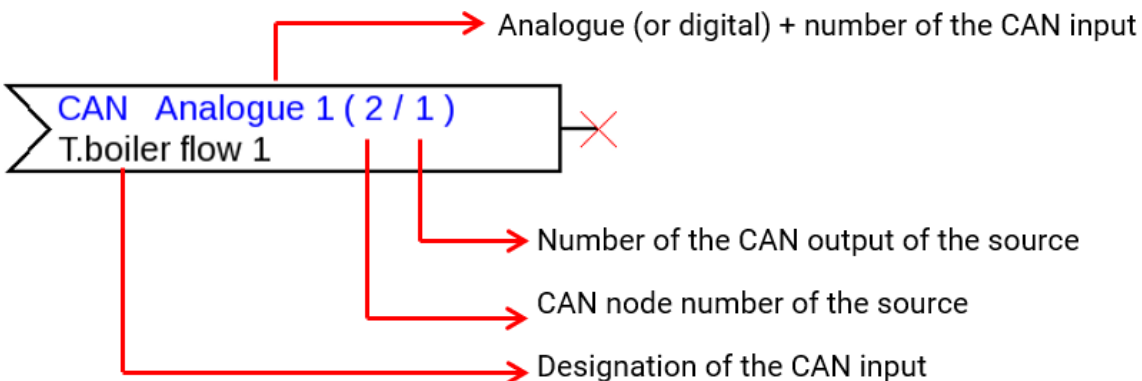 Analogue (or digital) + number of the CAN input
CAN Analogue 1 ( 2 / 1 )
T.boiler flow 1
Number of the CAN output of the source
CAN node number of the source
Designation of the CAN input